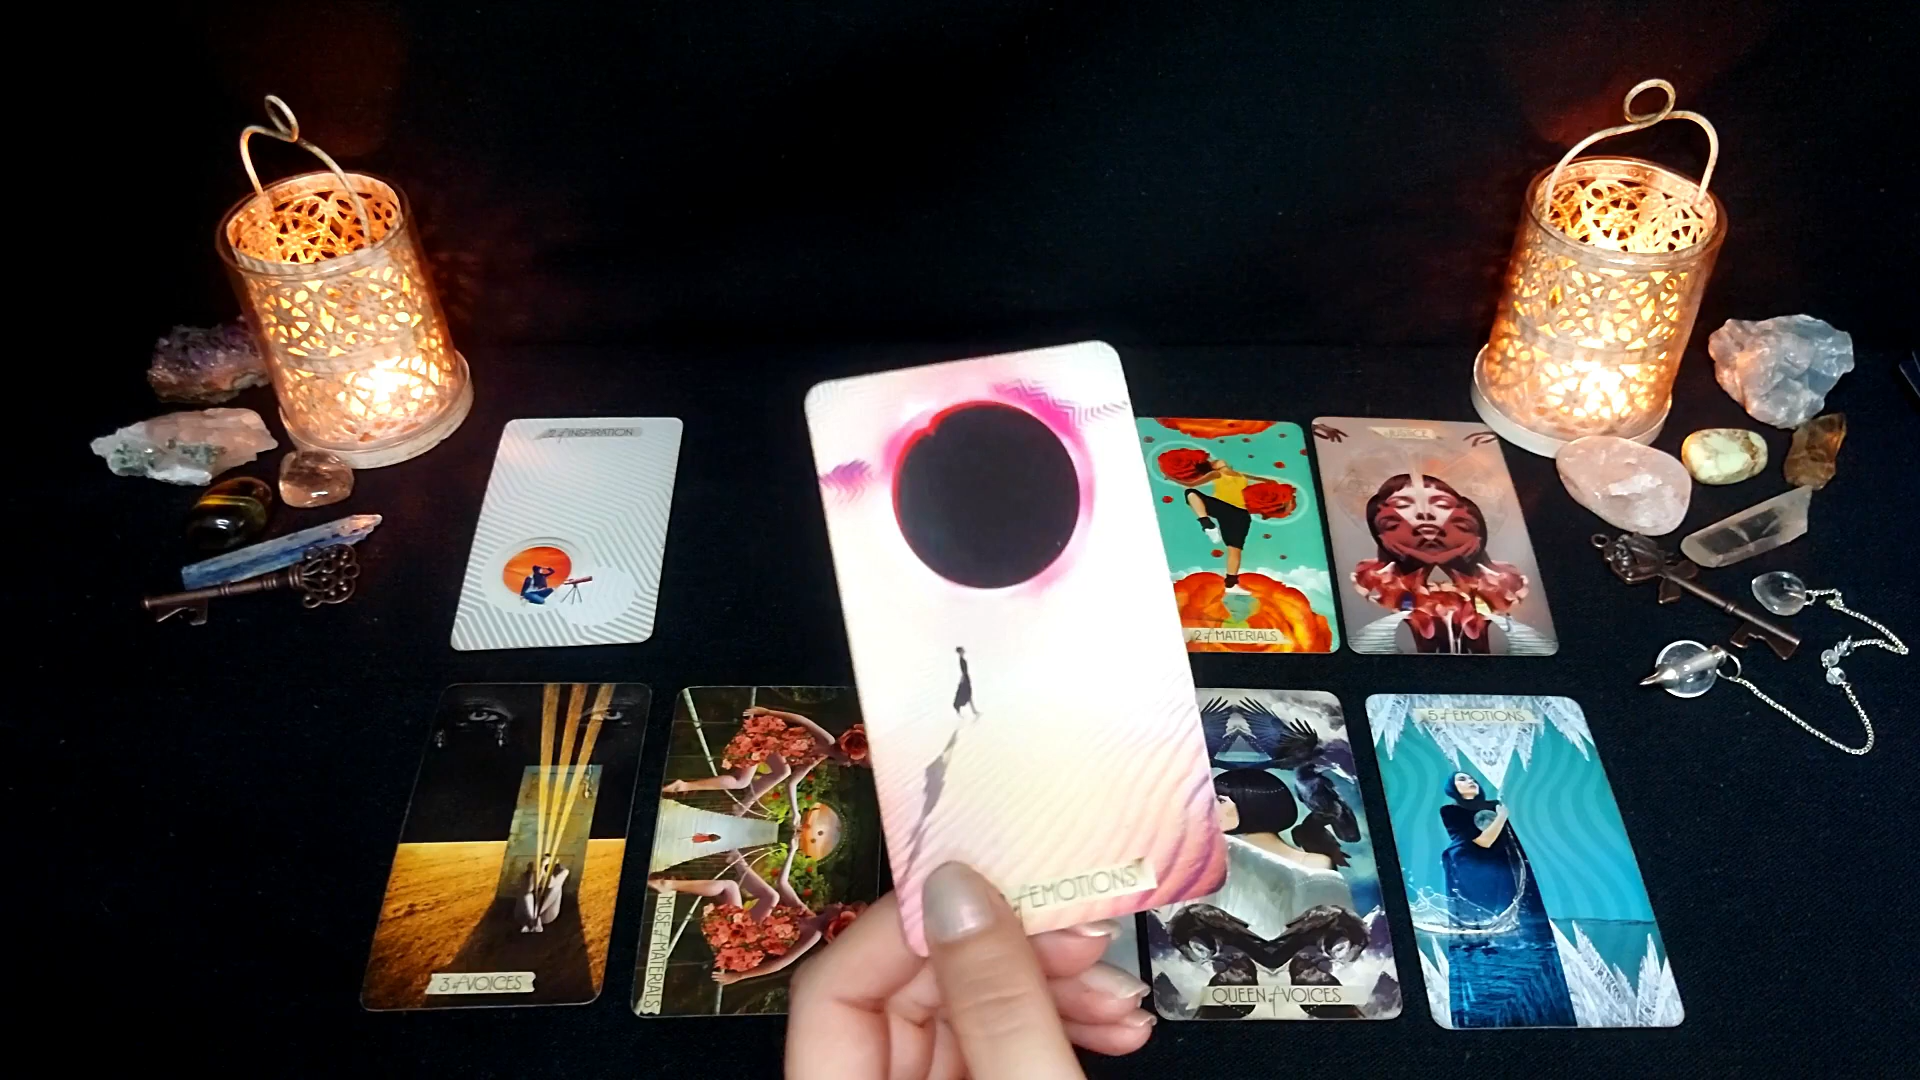 of INSPIRATION
2 of MATERIALS
JUSTICE
of EMOTIONS
3 of VOICES
MUSE of MATERIALS
QUEEN of VOICES
5 of EMOTIONS